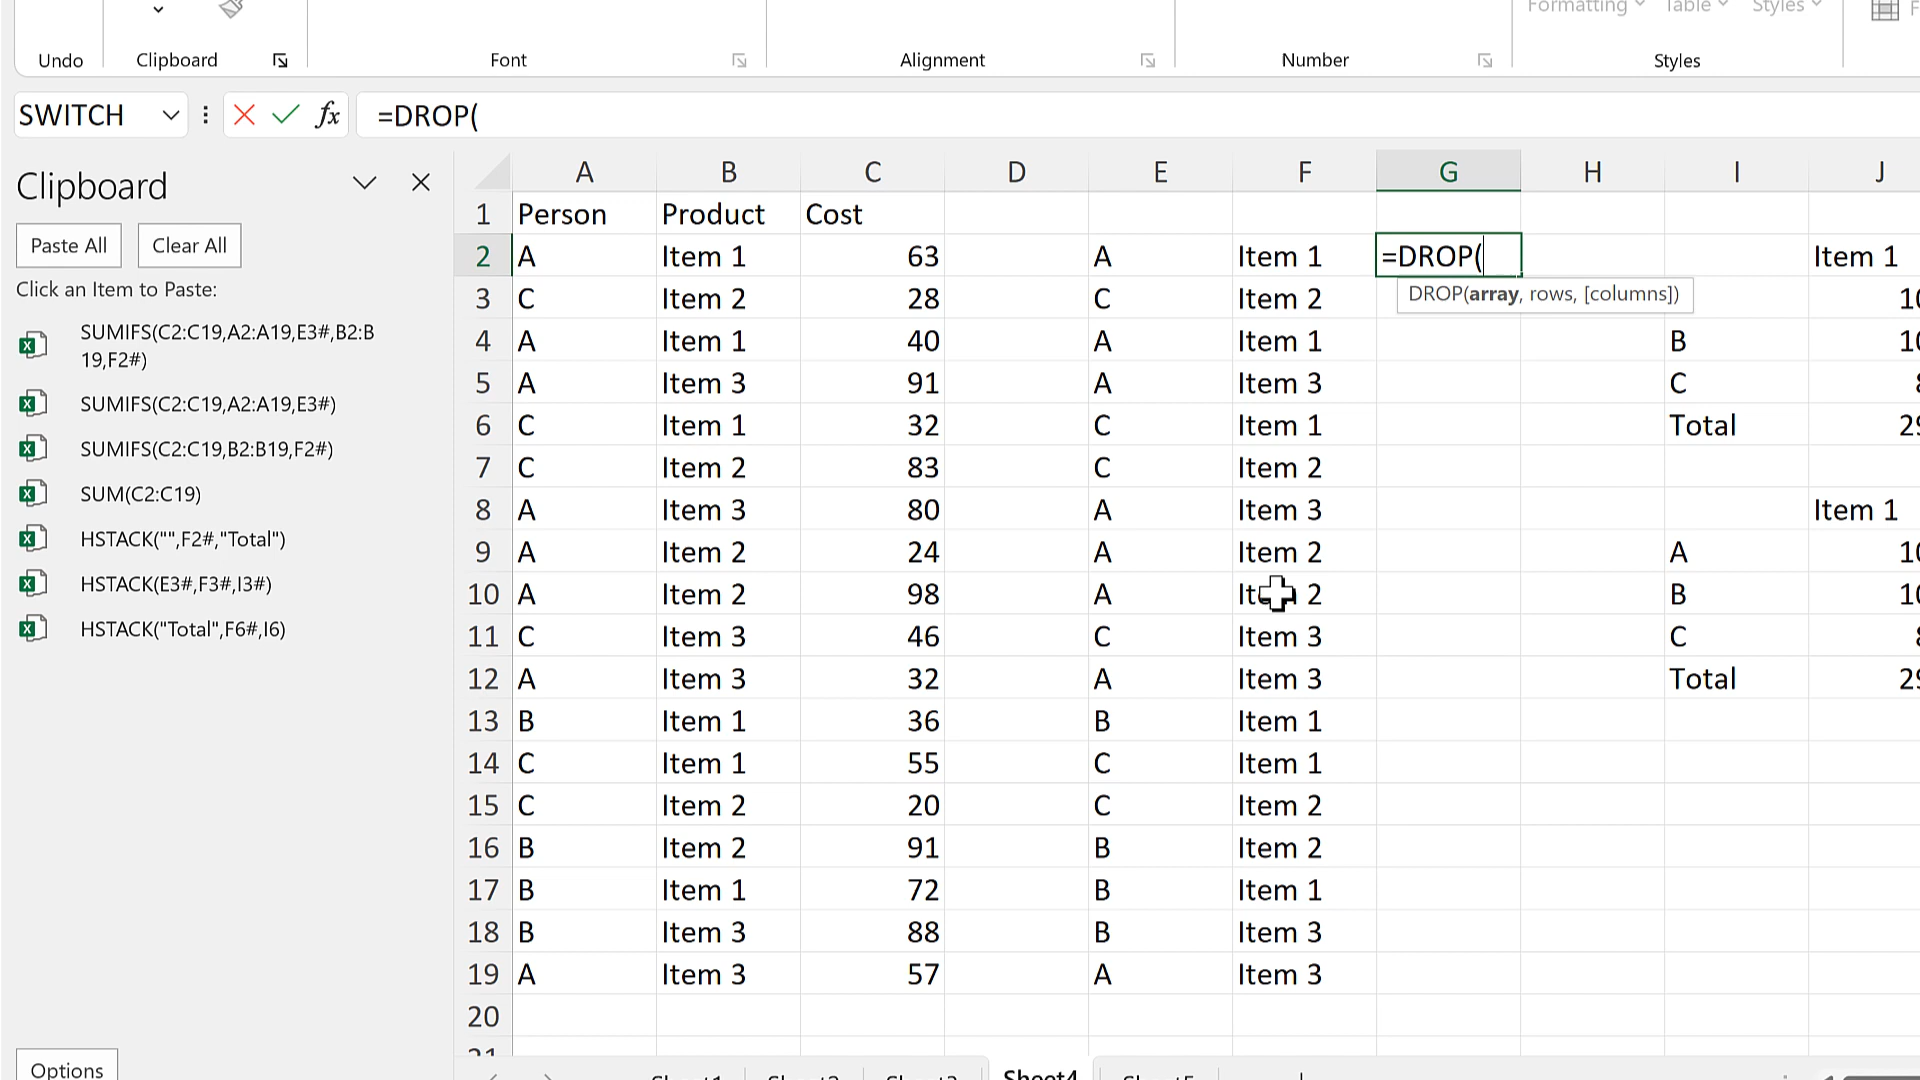 Formatting Table Styles
Undo Clipboard Font Alignment Number Styles
SWITCH fx =DROP(
Clipboard
Paste All Clear All
Click an Item to Paste:
SUMIFS(C2:C19,A2:A19,E3#,B2:B
19,F2#)
SUMIFS(C2:C19,A2:A19,E3#)
SUMIFS(C2:C19,B2:B19,F2#)
SUM(C2:C19)
HSTACK("",F2#,"Total")
HSTACK(E3#,F3#,I3#)
HSTACK("Total",F6#,I6)
Options
A B C D E F G H I J
1 Person Product Cost
2 A Item 1 63 A Item 1 =DROP( Item 1
DROP(array, rows, [columns])
3 C Item 2 28 C Item 2
4 A Item 1 40 A Item 1 B
5 A Item 3 91 A Item 3 C
6 C Item 1 32 C Item 1 Total
7 C Item 2 83 C Item 2
8 A Item 3 80 A Item 3 Item 1
9 A Item 2 24 A Item 2 A
10 A Item 2 98 A Item 2 B
11 C Item 3 46 C Item 3 C
12 A Item 3 32 A Item 3 Total
13 B Item 1 36 B Item 1
14 C Item 1 55 C Item 1
15 C Item 2 20 C Item 2
16 B Item 2 91 B Item 2
17 B Item 1 72 B Item 1
18 B Item 3 88 B Item 3
19 A Item 3 57 A Item 3
20
Sheet4